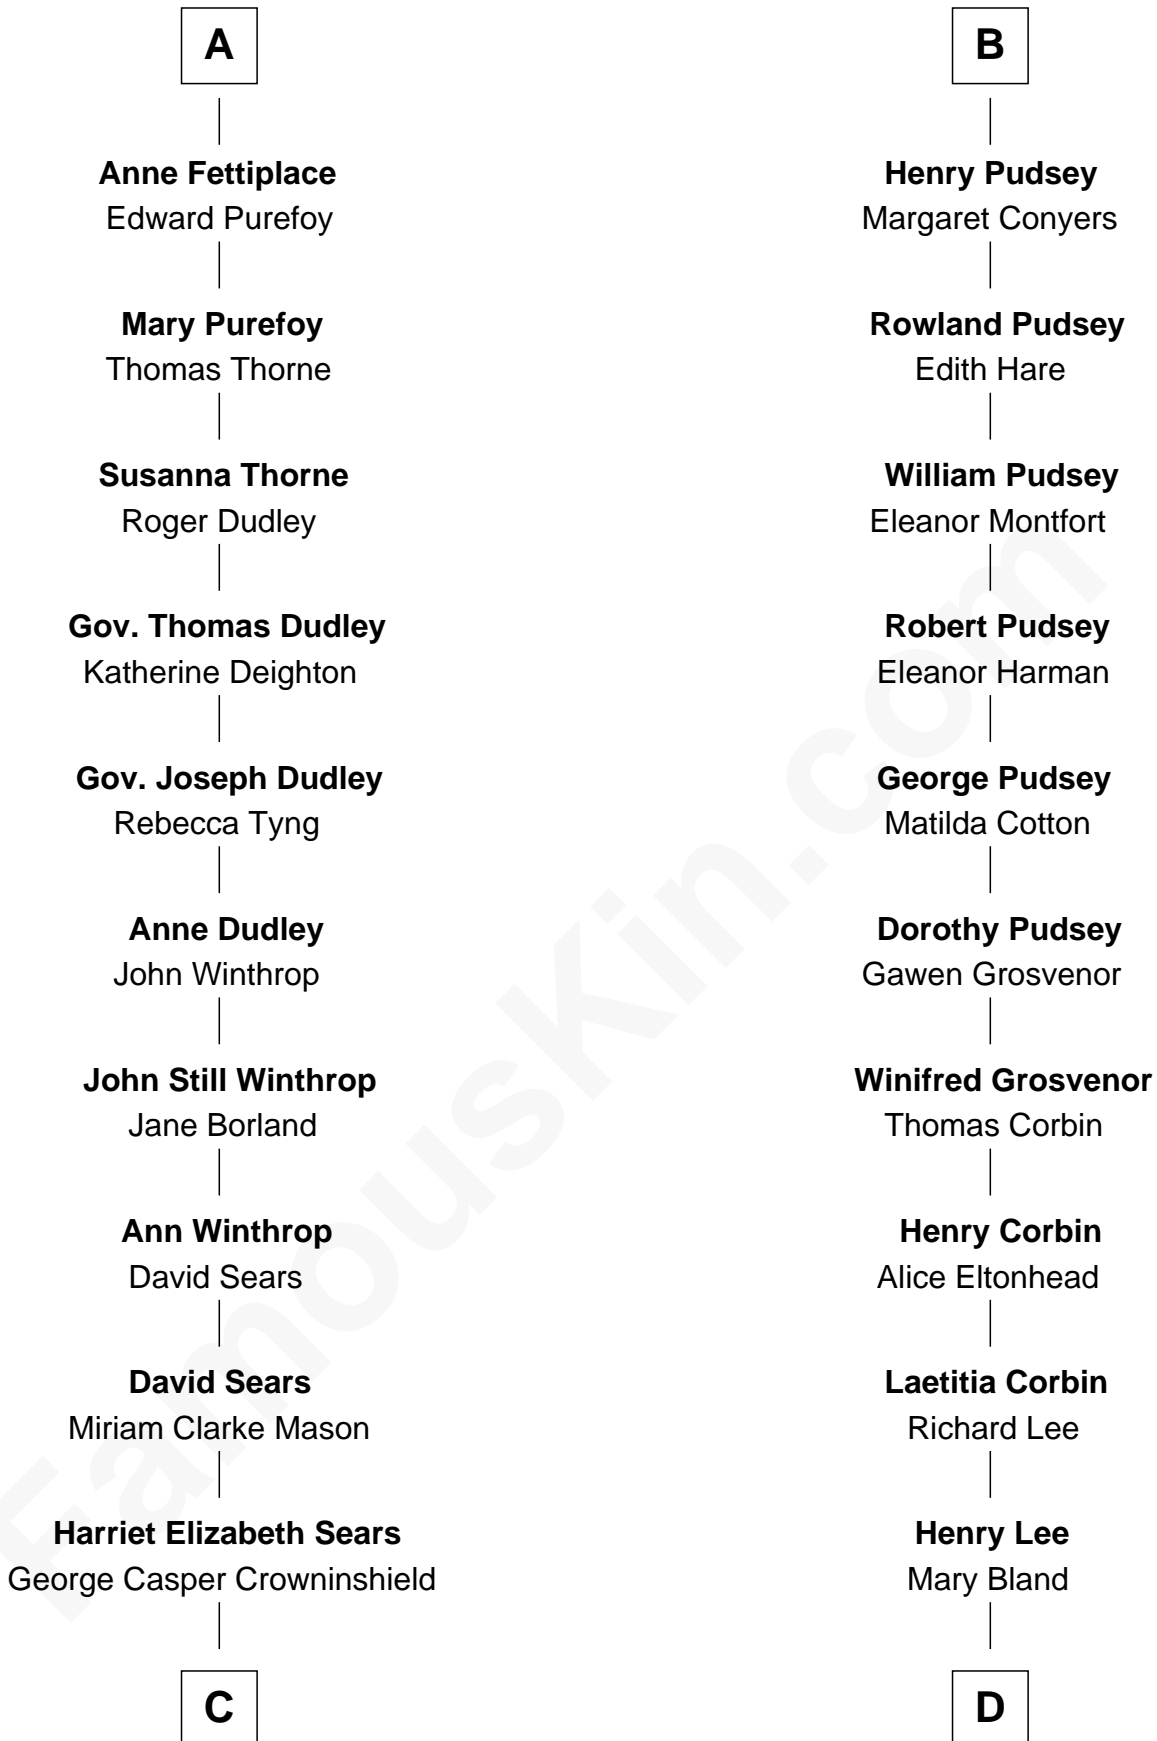 A
Anne Fettiplace
Edward Purefoy
Mary Purefoy
Thomas Thorne
Susanna Thorne
Roger Dudley
Gov. Thomas Dudley
Katherine Deighton
Gov. Joseph Dudley
Rebecca Tyng
Anne Dudley
John Winthrop
John Still Winthrop
Jane Borland
Ann Winthrop
David Sears
David Sears
Miriam Clarke Mason
Harriet Elizabeth Sears
George Casper Crowninshield
C
B
Henry Pudsey
Margaret Conyers
Rowland Pudsey
Edith Hare
William Pudsey
Eleanor Montfort
Robert Pudsey
Eleanor Harman
George Pudsey
Matilda Cotton
Dorothy Pudsey
Gawen Grosvenor
Winifred Grosvenor
Thomas Corbin
Henry Corbin
Alice Eltonhead
Laetitia Corbin
Richard Lee
Henry Lee
Mary Bland
D
FamousKin.com